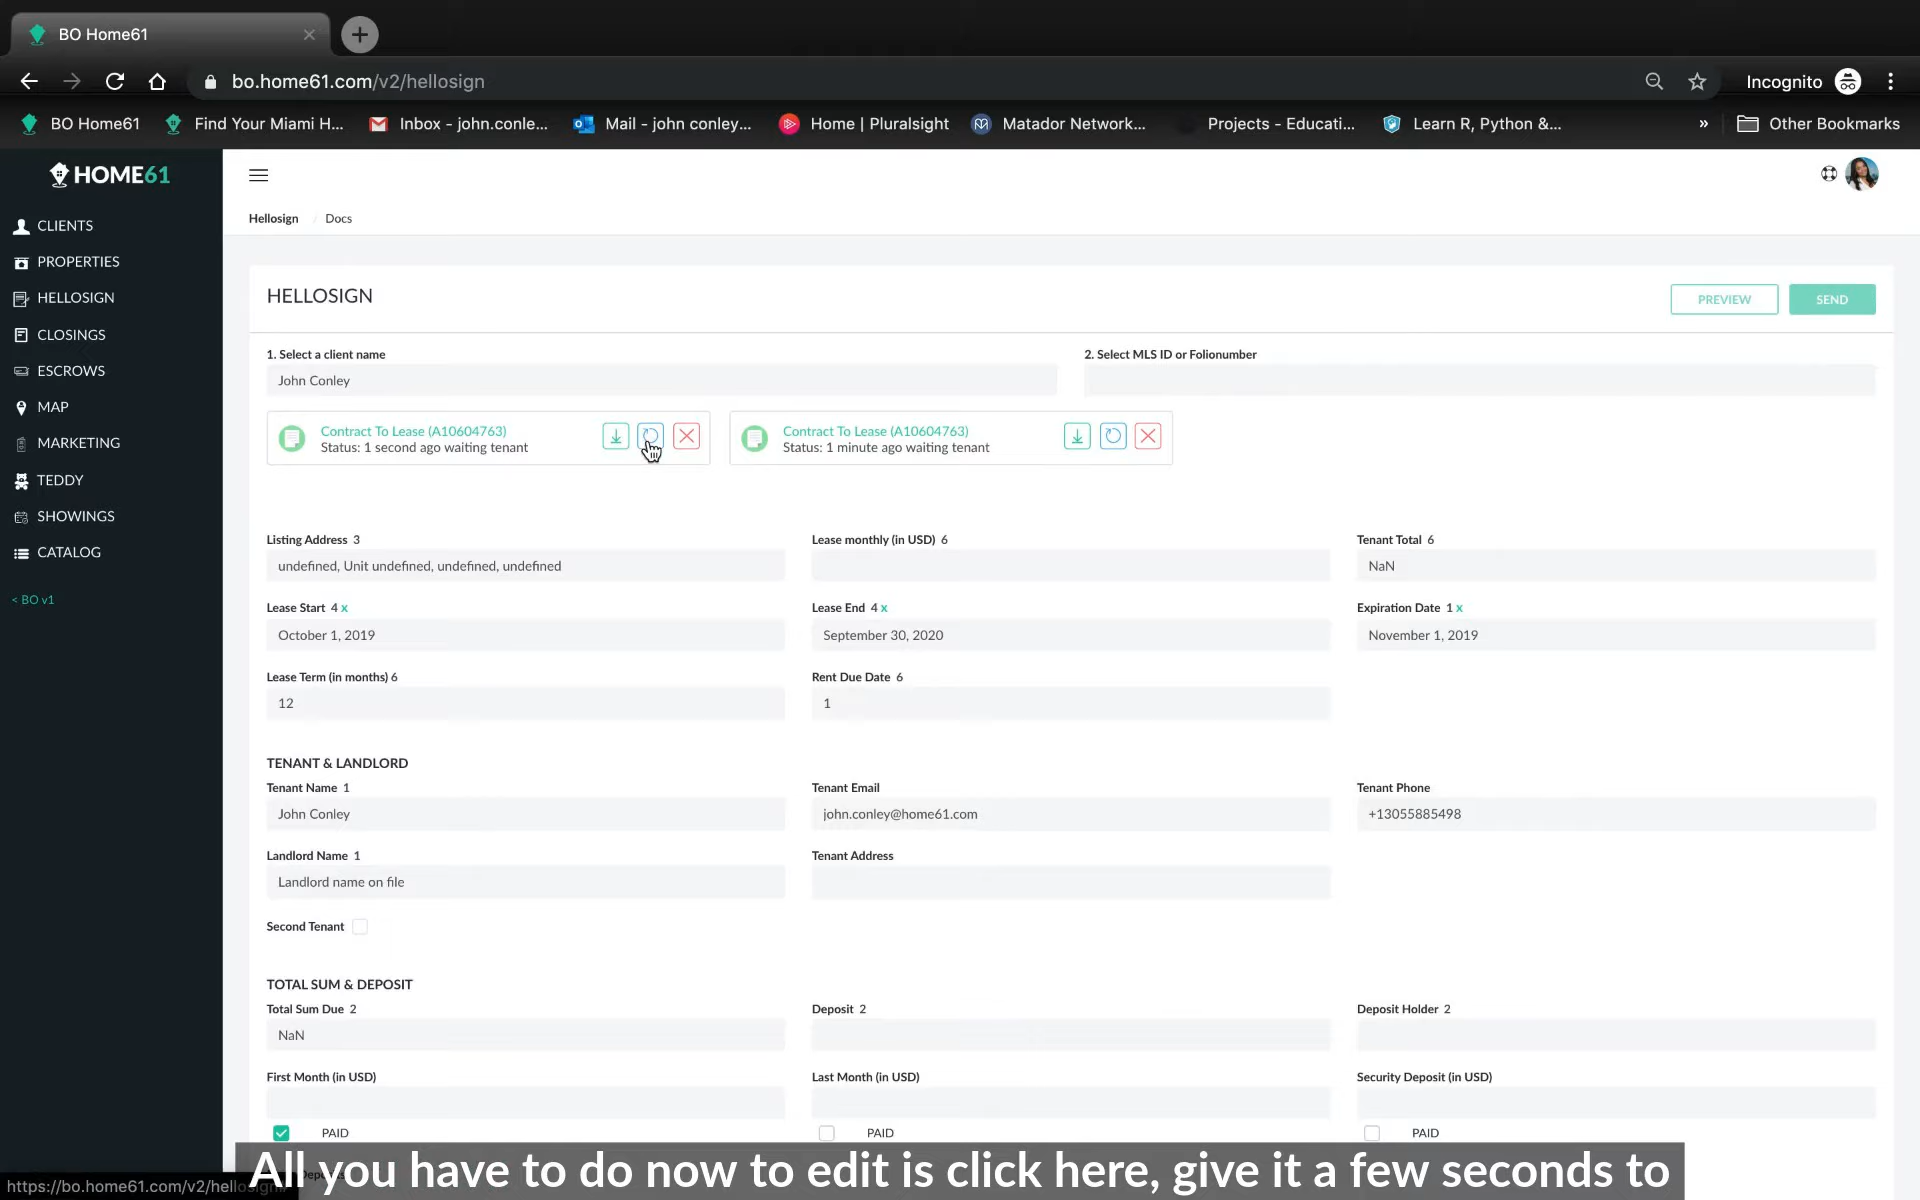 BO Home61
bo.home61.com/v2/hellosign
Incognito
BO Home61
Find Your Miami H...
Inbox - john.conle...
Mail - john conley...
Home | Pluralsight
Matador Network...
Projects - Educati...
Learn R, Python &...
»
Other Bookmarks
HOME61
CLIENTS
PROPERTIES
HELLOSIGN
CLOSINGS
ESCROWS
MAP
MARKETING
TEDDY
SHOWINGS
CATALOG
< BO v1
Hellosign / Docs
HELLOSIGN
PREVIEW
SEND
1. Select a client name
John Conley
2. Select MLS ID or Folionumber
Contract To Lease (A10604763)
Status: 1 second ago waiting tenant
Contract To Lease (A10604763)
Status: 1 minute ago waiting tenant
Listing Address 3
undefined, Unit undefined, undefined, undefined
Lease monthly (in USD) 6
Tenant Total 6
NaN
Lease Start 4 x
October 1, 2019
Lease End 4 x
September 30, 2020
Expiration Date 1 x
November 1, 2019
Lease Term (in months) 6
12
Rent Due Date 6
1
TENANT & LANDLORD
Tenant Name 1
John Conley
Tenant Email
john.conley@home61.com
Tenant Phone
+13055885498
Landlord Name 1
Landlord name on file
Tenant Address
Second Tenant
TOTAL SUM & DEPOSIT
Total Sum Due 2
NaN
Deposit 2
Deposit Holder 2
First Month (in USD)
Last Month (in USD)
Security Deposit (in USD)
PAID
PAID
PAID
All you have to do now to edit is click here, give it a few seconds to
https://bo.home61.com/v2/hellosign